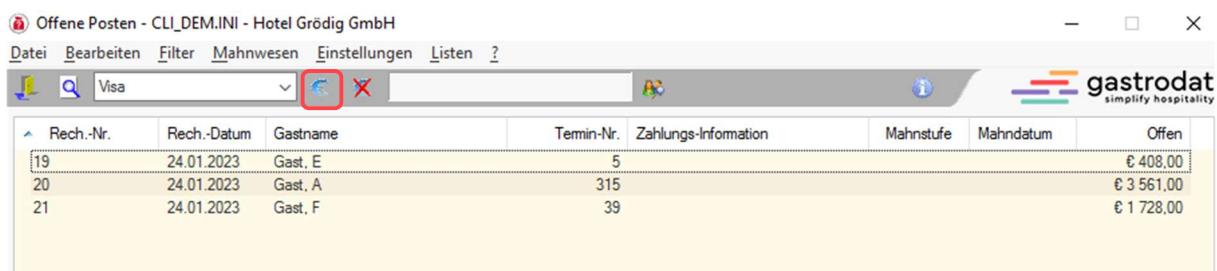 Offene Posten - CLI_DEM.INI - Hotel Grödig GmbH
Datei Bearbeiten Filter Mahnwesen Einstellungen Listen ?
Visa
gastrodat
simplify hospitality
Rech.-Nr. Rech.-Datum Gastname Termin-Nr. Zahlungs-Information Mahnstufe Mahndatum Offen
19 24.01.2023 Gast, E 5 € 408,00
20 24.01.2023 Gast, A 315 € 3 561,00
21 24.01.2023 Gast, F 39 € 1 728,00